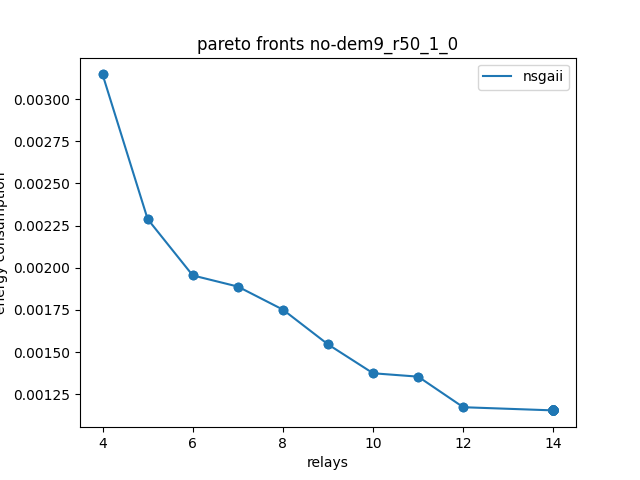 pareto fronts no-dem9_r50_1_0
nsgaii
0.00300
0.00275
0.00250
0.00225
0.00200
0.00175
0.00150
0.00125
energy consumption
4 6 8 10 12 14
relays